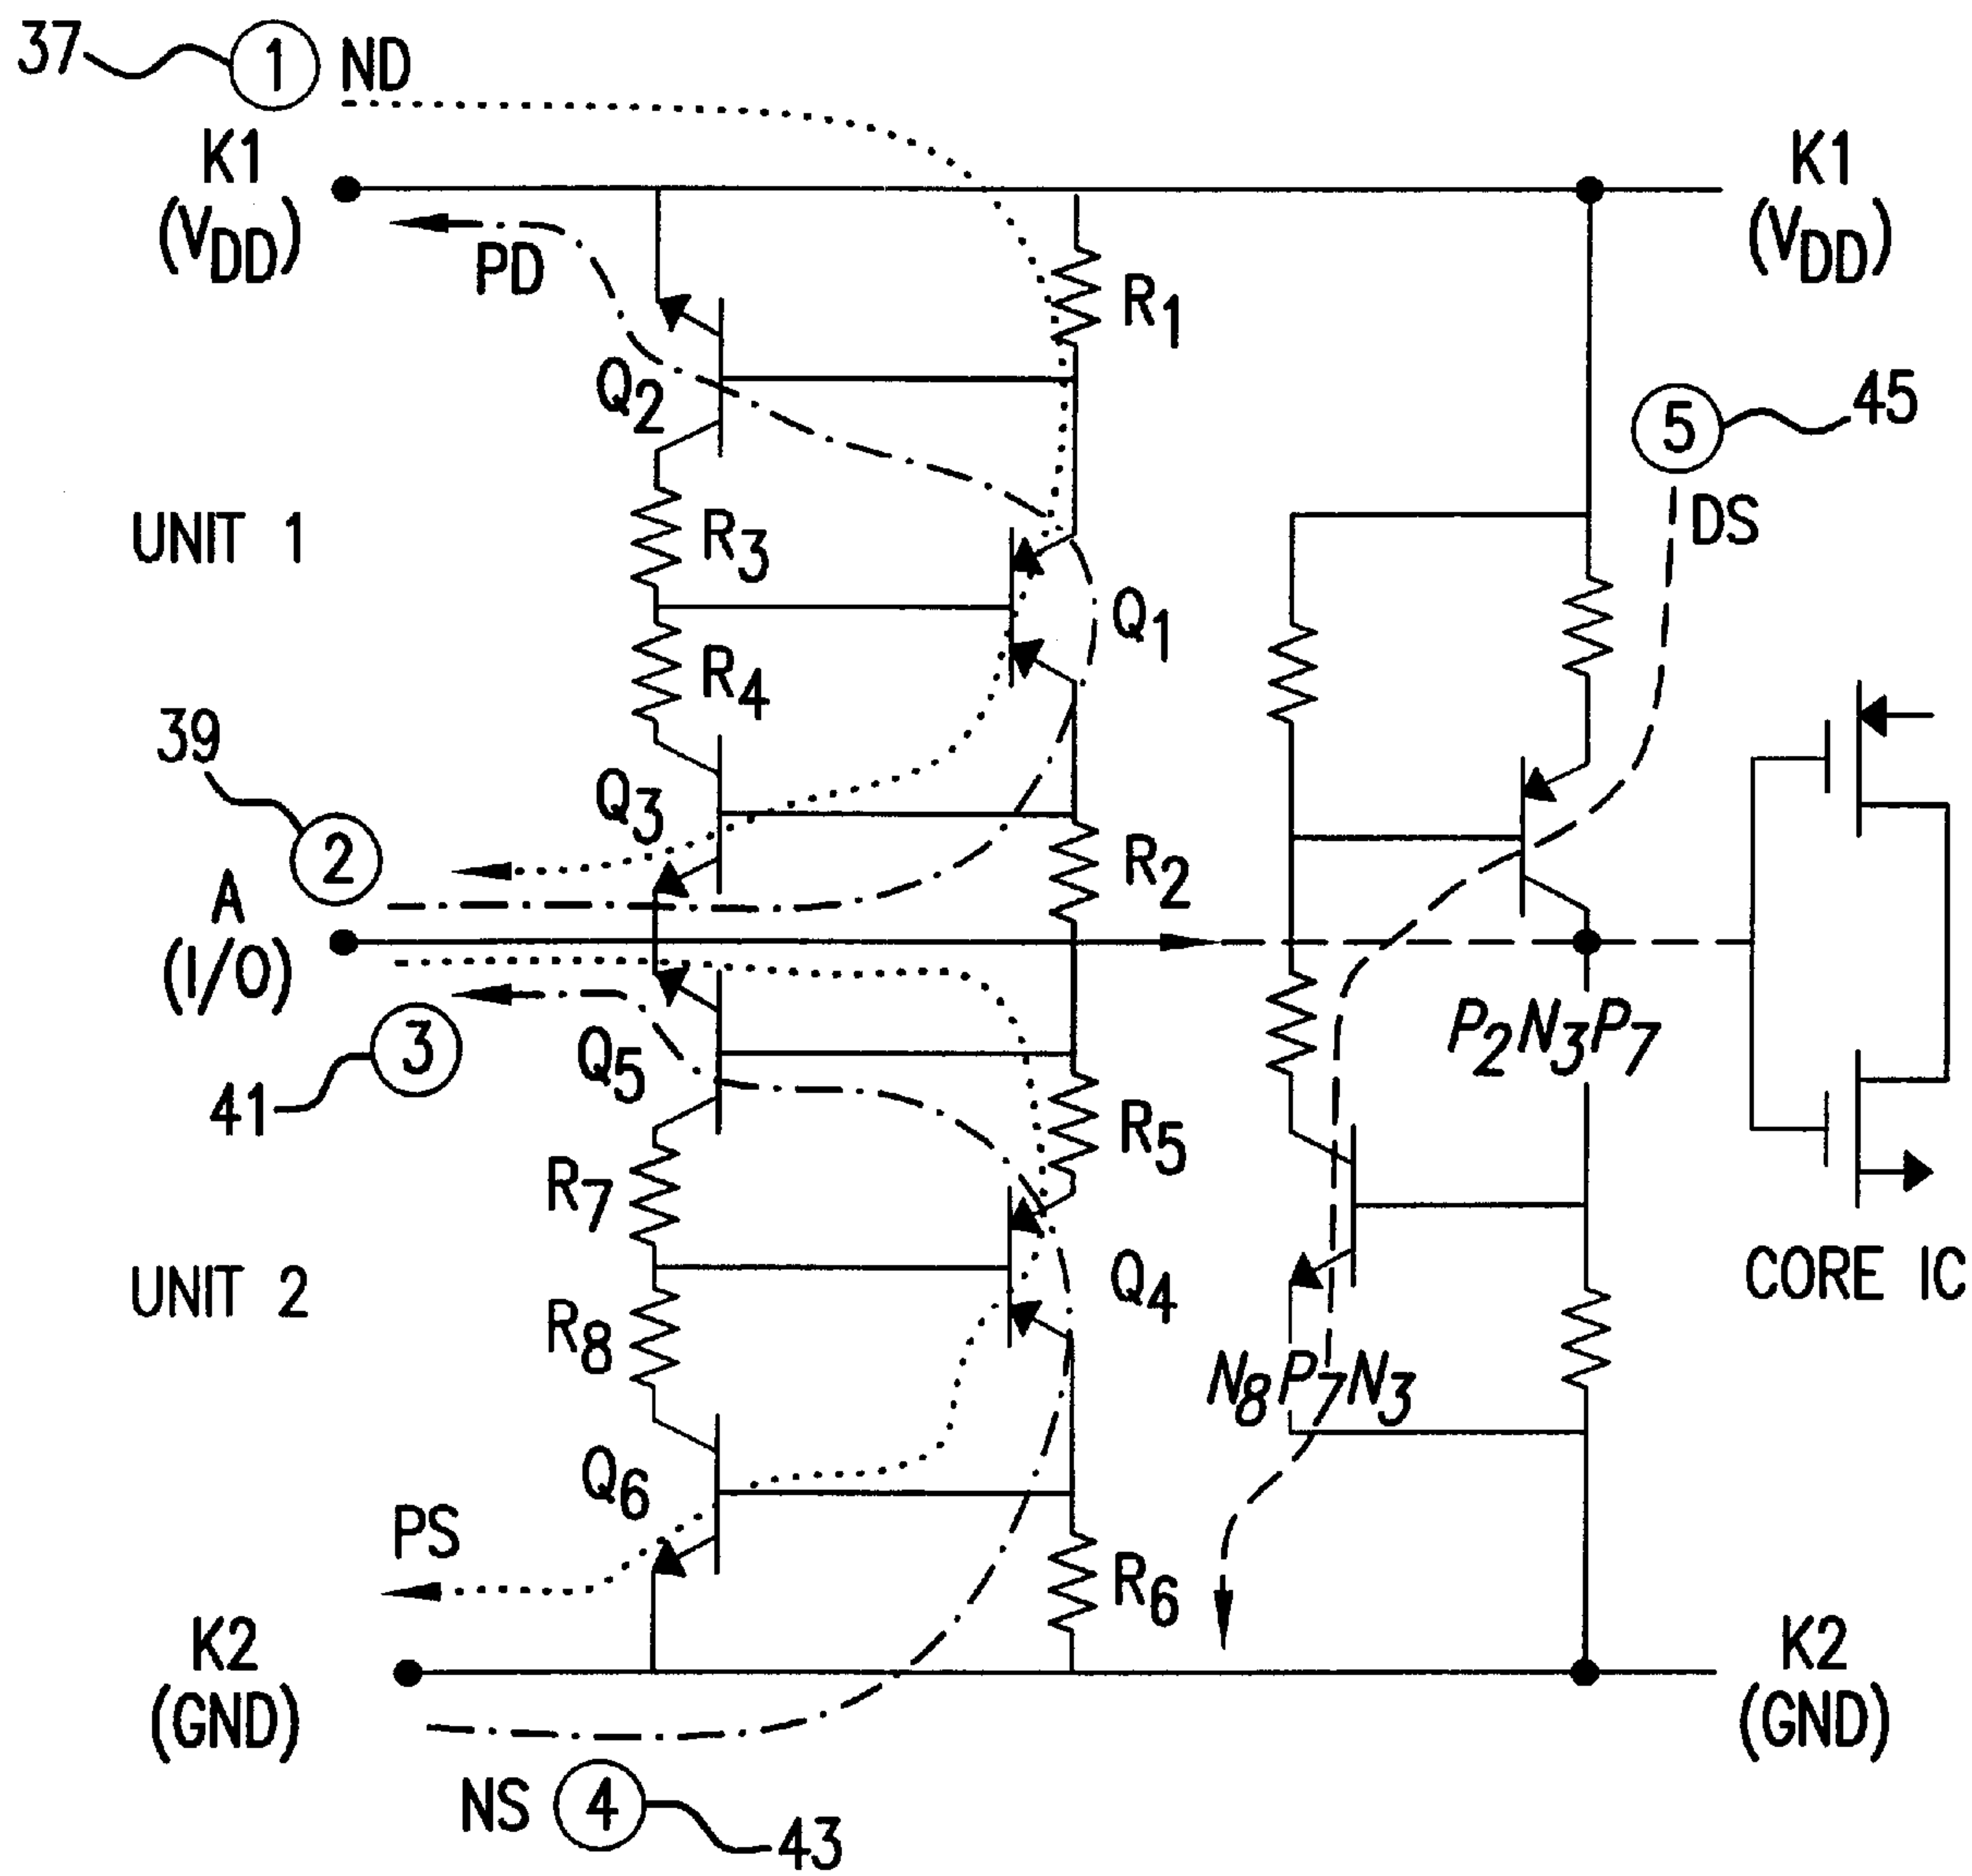 37 1 ND
K1
(VDD)
K1
(VDD)
PD
R1
Q2
5 45
DS
UNIT 1
R3
Q1
R4
39
2
Q3
R2
A
(I/O)
3
41
Q5
P2N3P7
R5
R7
Q4
CORE IC
UNIT 2
R8
N8P7N3
Q6
PS
R6
K2
(GND)
K2
(GND)
NS 4 43